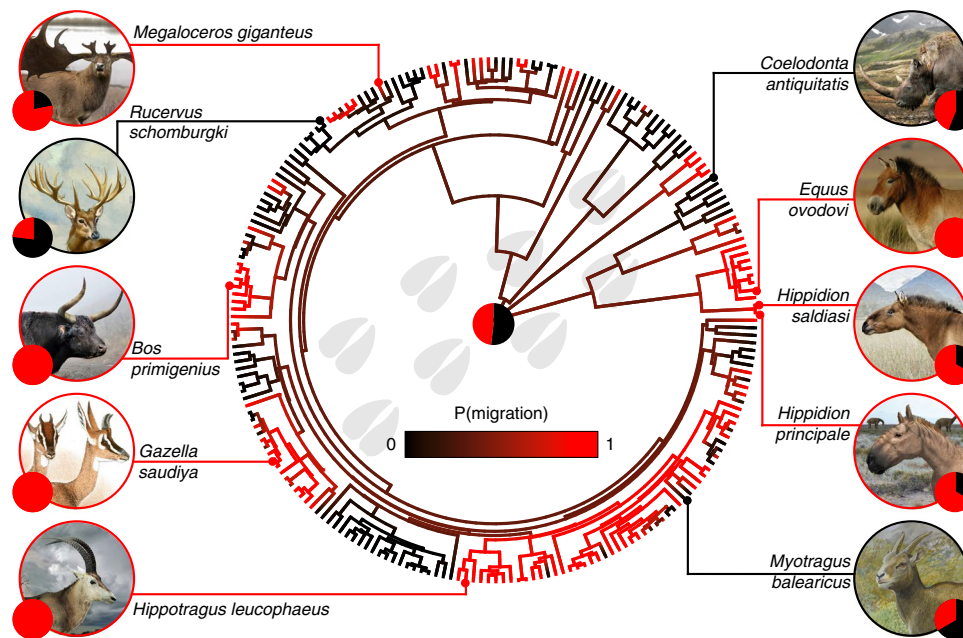 Megaloceros giganteus
Rucervus
schomburgki
Bos
primigenius
Gazella
saudiya
Hippotragus leucophaeus
P(migration)
0 1
Coelodonta
antiquitatis
Equus
ovodovi
Hippidion
saldiasi
Hippidion
principale
Myotragus
balearicus